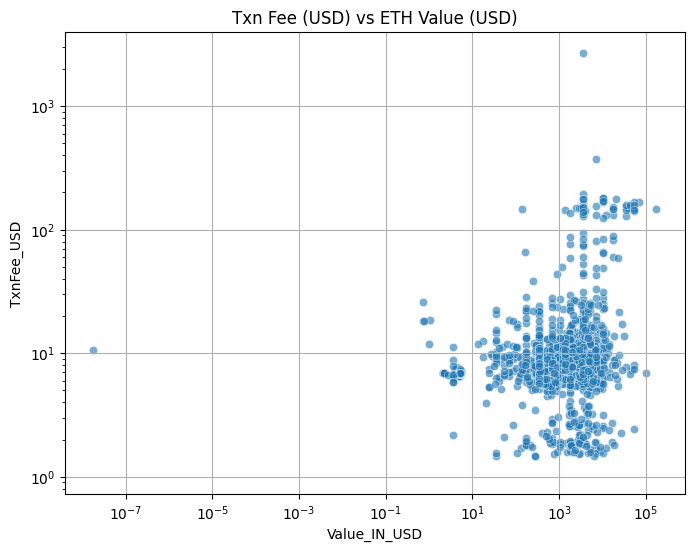 Txn Fee (USD) vs ETH Value (USD)
TxnFee_USD
10³
10²
10¹
10⁰
10⁻⁷ 10⁻⁵ 10⁻³ 10⁻¹ 10¹ 10³ 10⁵
Value_IN_USD